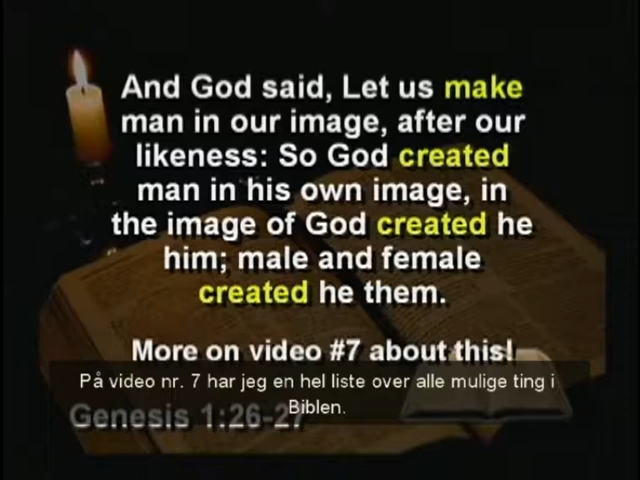 And God said, Let us make
man in our image, after our
likeness: So God created
man in his own image, in
the image of God created he
him; male and female
created he them.
More on video #7 about this!
På video nr. 7 har jeg en hel liste over alle mulige ting i
Biblen.
Genesis 1:26-27